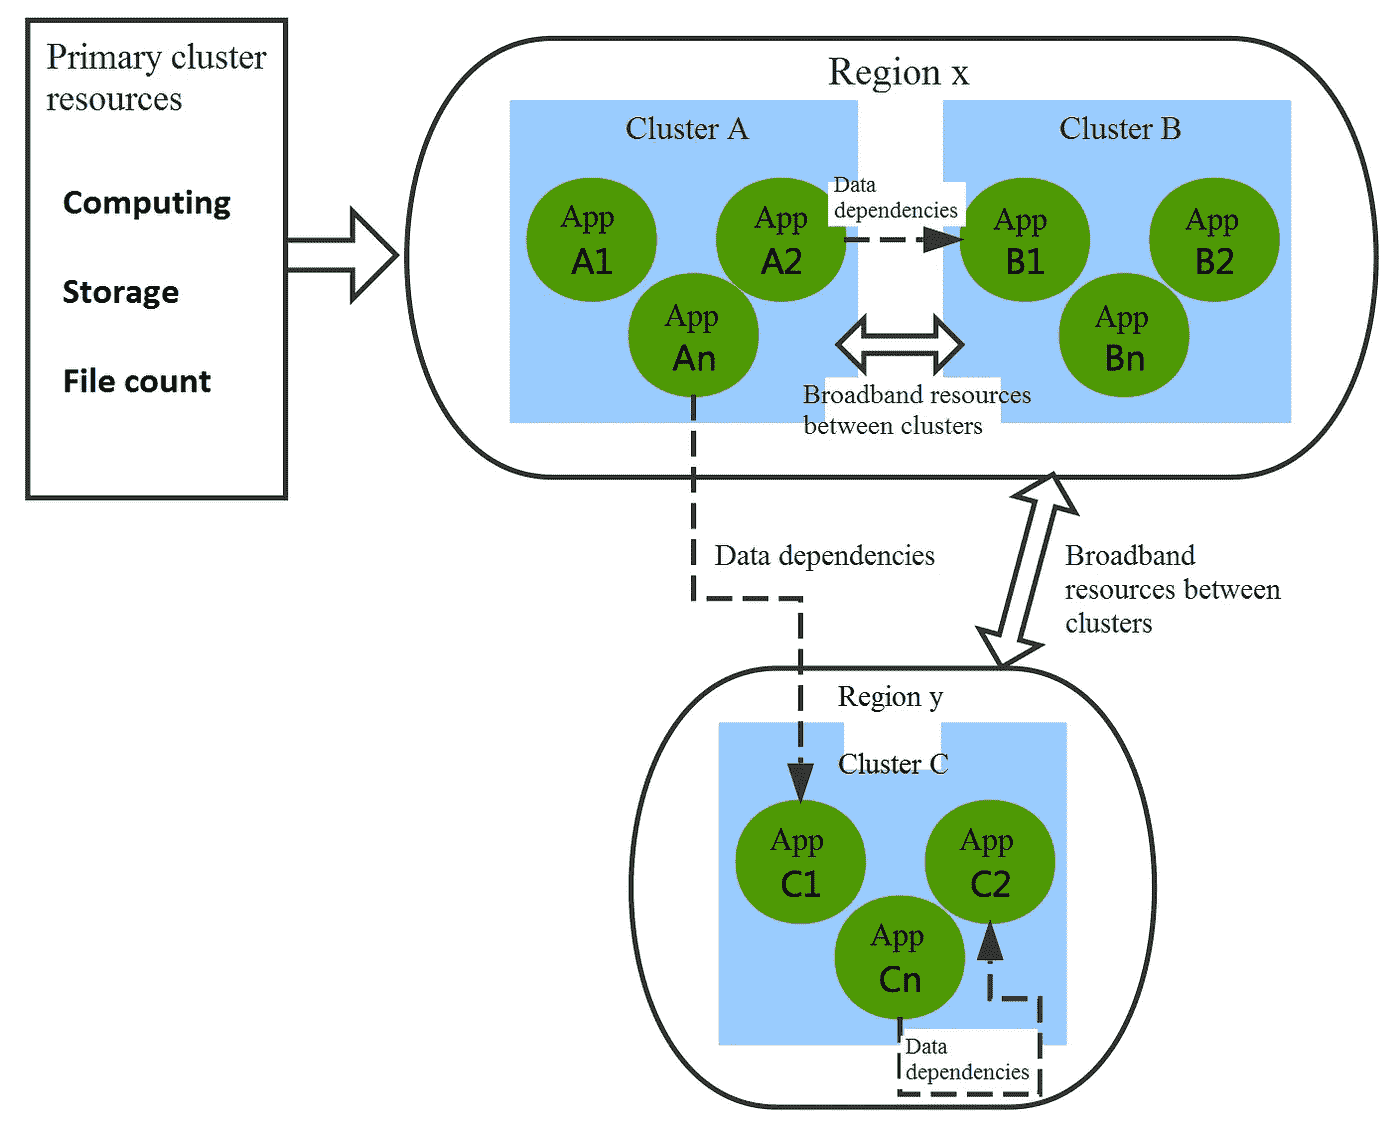 Primary cluster
resources
Computing
Storage
File count
Region x
Cluster A
App
A1
App
A2
App
An
Data
dependencies
Cluster B
App
B1
App
B2
App
Bn
Broadband resources
between clusters
Data dependencies
Broadband
resources between
clusters
Region y
Cluster C
App
C1
App
C2
App
Cn
Data
dependencies